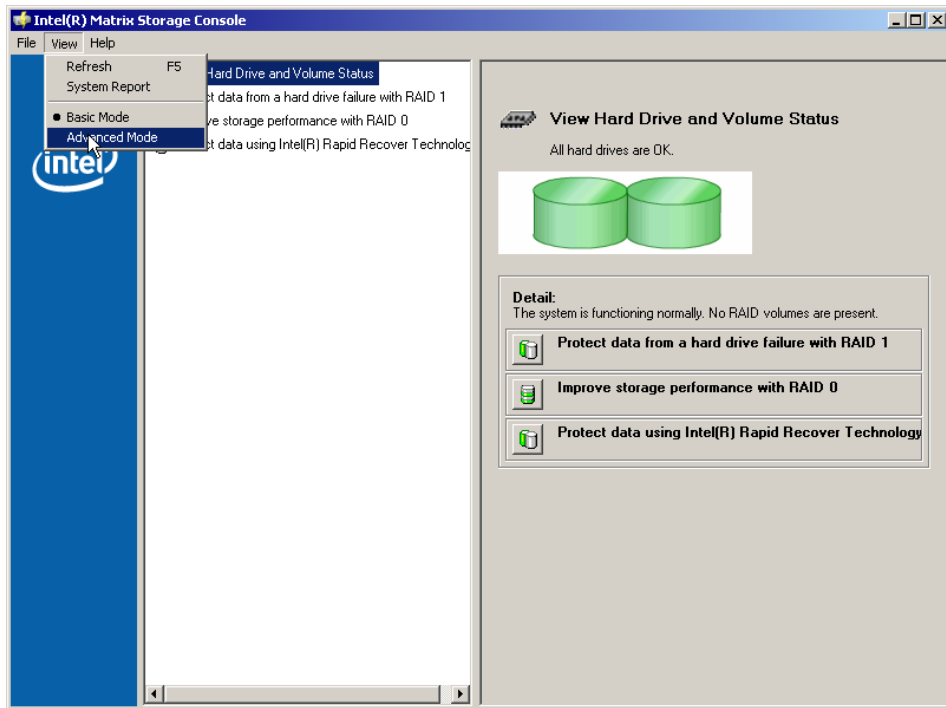 Intel(R) Matrix Storage Console
File View Help
Refresh F5
System Report
Basic Mode
Advanced Mode
intel
Hard Drive and Volume Status
ct data from a hard drive failure with RAID 1
ve storage performance with RAID 0
ct data using Intel(R) Rapid Recover Technolog
View Hard Drive and Volume Status
All hard drives are OK.
Detail:
The system is functioning normally. No RAID volumes are present.
Protect data from a hard drive failure with RAID 1
Improve storage performance with RAID 0
Protect data using Intel(R) Rapid Recover Technology